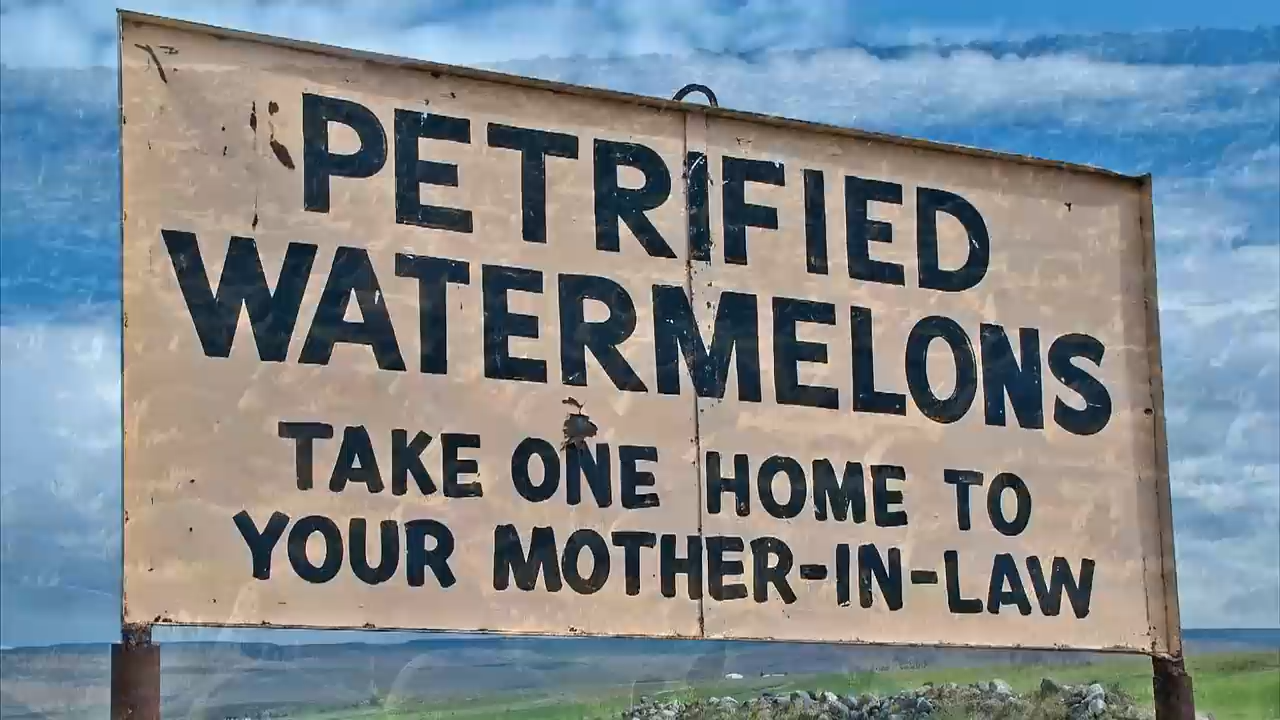 PETRIFIED
WATERMELONS
TAKE ONE HOME TO
YOUR MOTHER-IN-LAW